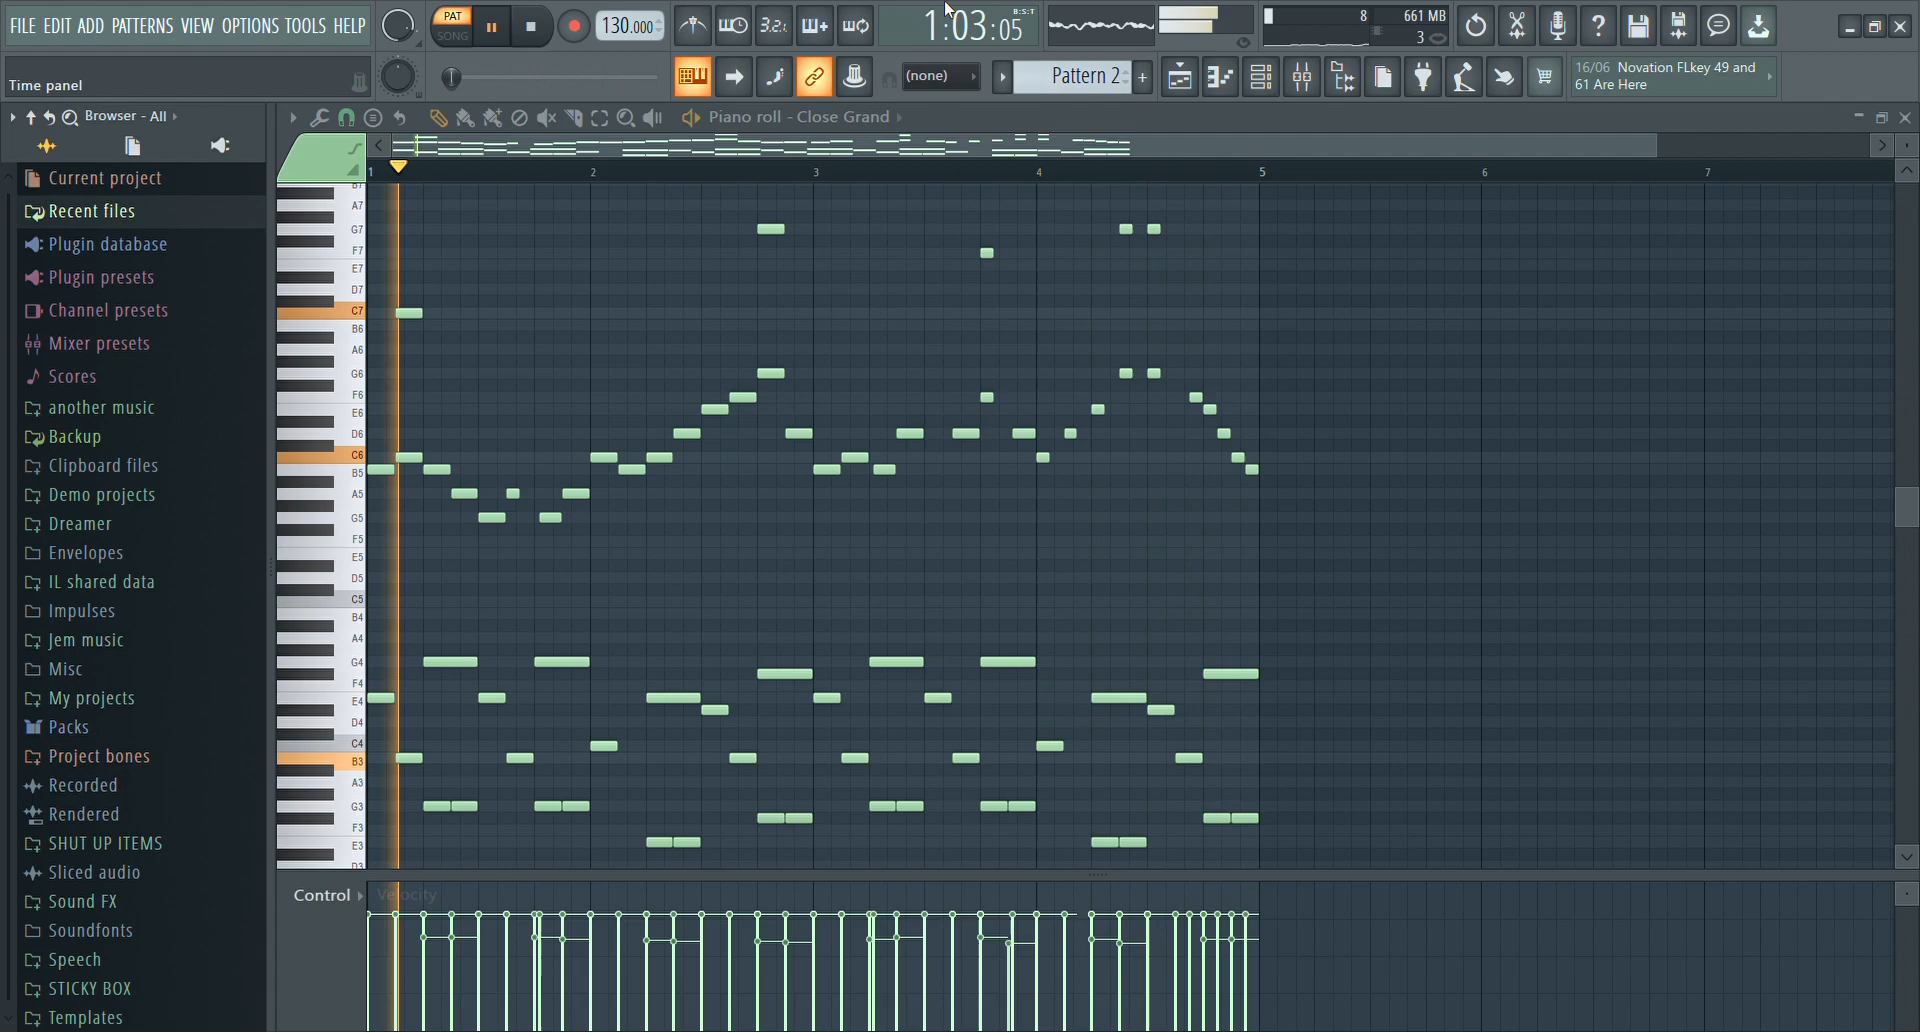 FILE EDIT ADD PATTERNS VIEW OPTIONS TOOLS HELP
PAT
SONG
130.000
3.2.1
1:03:05
B:S:T
8
661 MB
3
Time panel
(none)
Pattern 2
16/06 Novation FLkey 49 and
61 Are Here
Browser - All
Piano roll - Close Grand
Current project
Recent files
Plugin database
Plugin presets
Channel presets
Mixer presets
Scores
another music
Backup
Clipboard files
Demo projects
Dreamer
Envelopes
IL shared data
Impulses
Jem music
Misc
My projects
Packs
Project bones
Recorded
Rendered
SHUT UP ITEMS
Sliced audio
Sound FX
Soundfonts
Speech
STICKY BOX
Templates
1 2 3 4 5 6 7
B7
A7
G7
F7
E7
D7
C7
B6
A6
G6
F6
E6
D6
C6
B5
A5
G5
F5
E5
D5
C5
B4
A4
G4
F4
E4
D4
C4
B3
A3
G3
F3
E3
D3
Control
Velocity